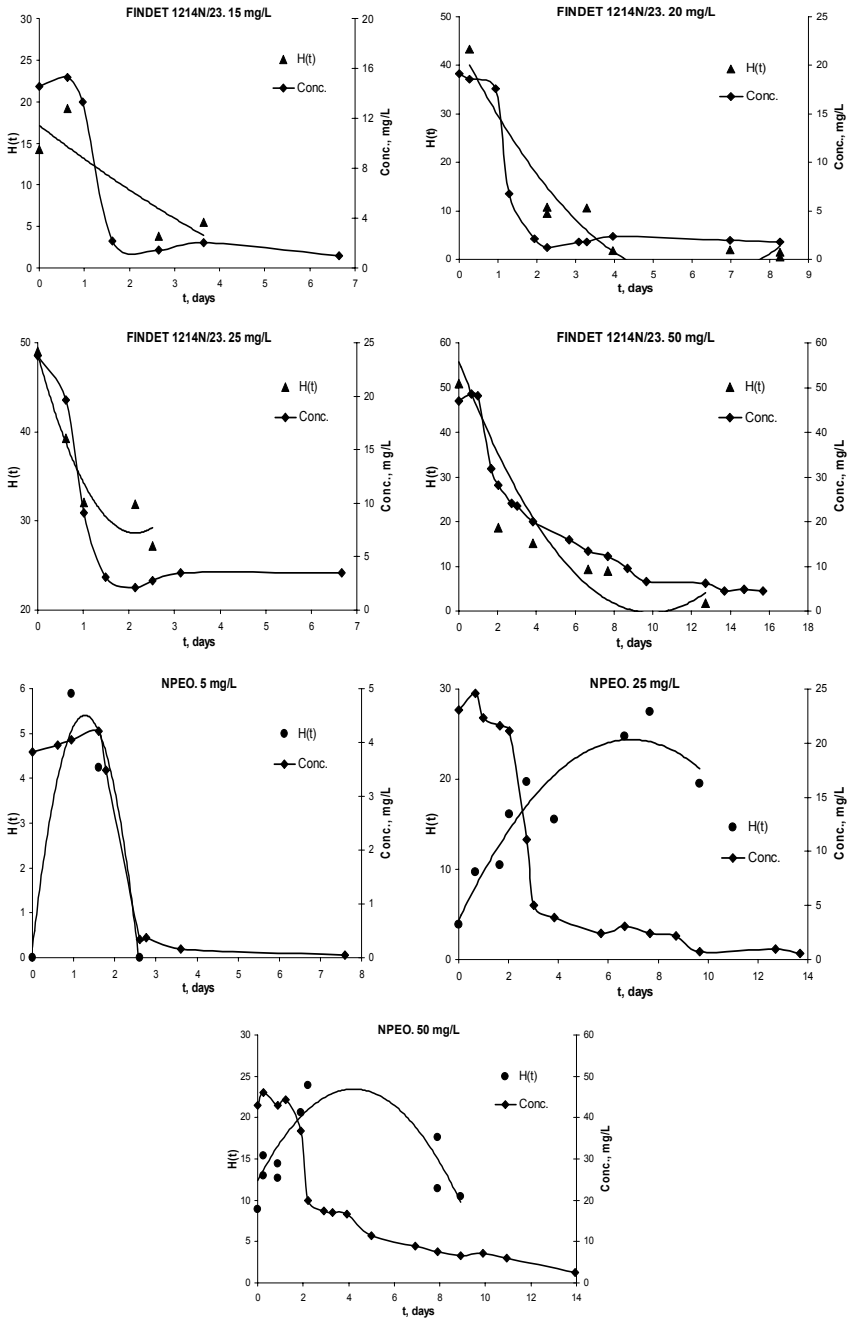 FINDET 1214N/23. 15 mg/L
30
25
20
15
10
5
0
H(t)
20
16
12
8
4
0
Conc., mg/L
H(t)
Conc.
0 1 2 3 4 5 6 7
t, days
FINDET 1214N/23. 20 mg/L
50
40
30
20
10
0
H(t)
25
20
15
10
5
0
Conc., mg/L
H(t)
Conc.
0 1 2 3 4 5 6 7 8 9
t, days
FINDET 1214N/23. 25 mg/L
50
40
30
20
H(t)
25
20
15
10
5
0
Conc., mg/L
H(t)
Conc.
0 1 2 3 4 5 6 7
t, days
FINDET 1214N/23. 50 mg/L
60
50
40
30
20
10
0
H(t)
60
50
40
30
20
10
0
Conc., mg/L
H(t)
Conc.
0 2 4 6 8 10 12 14 16 18
t, days
NPEO. 5 mg/L
6
5
4
3
2
1
0
H(t)
5
4
3
2
1
0
Conc., mg/L
H(t)
Conc.
0 1 2 3 4 5 6 7 8
t, days
NPEO. 25 mg/L
30
20
10
0
H(t)
25
20
15
10
5
0
Conc., mg/L
H(t)
Conc.
0 2 4 6 8 10 12 14
t, days
NPEO. 50 mg/L
30
25
20
15
10
5
0
H(t)
60
50
40
30
20
10
0
Conc., mg/L
H(t)
Conc.
0 2 4 6 8 10 12 14
t, days